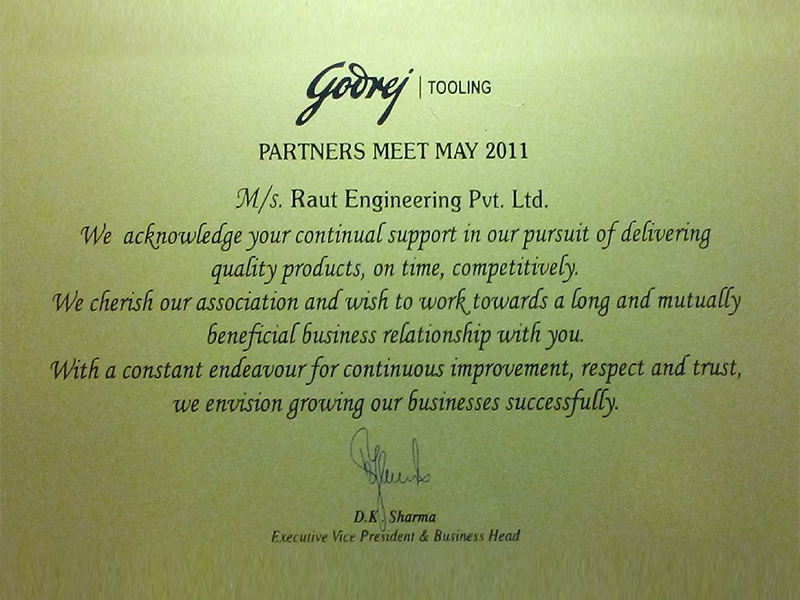 Godrej | TOOLING
PARTNERS MEET MAY 2011
M/s. Raut Engineering Pvt. Ltd.
We acknowledge your continual support in our pursuit of delivering
quality products, on time, competitively.
We cherish our association and wish to work towards a long and mutually
beneficial business relationship with you.
With a constant endeavour for continuous improvement, respect and trust,
we envision growing our businesses successfully.
D.K. Sharma
Executive Vice President & Business Head